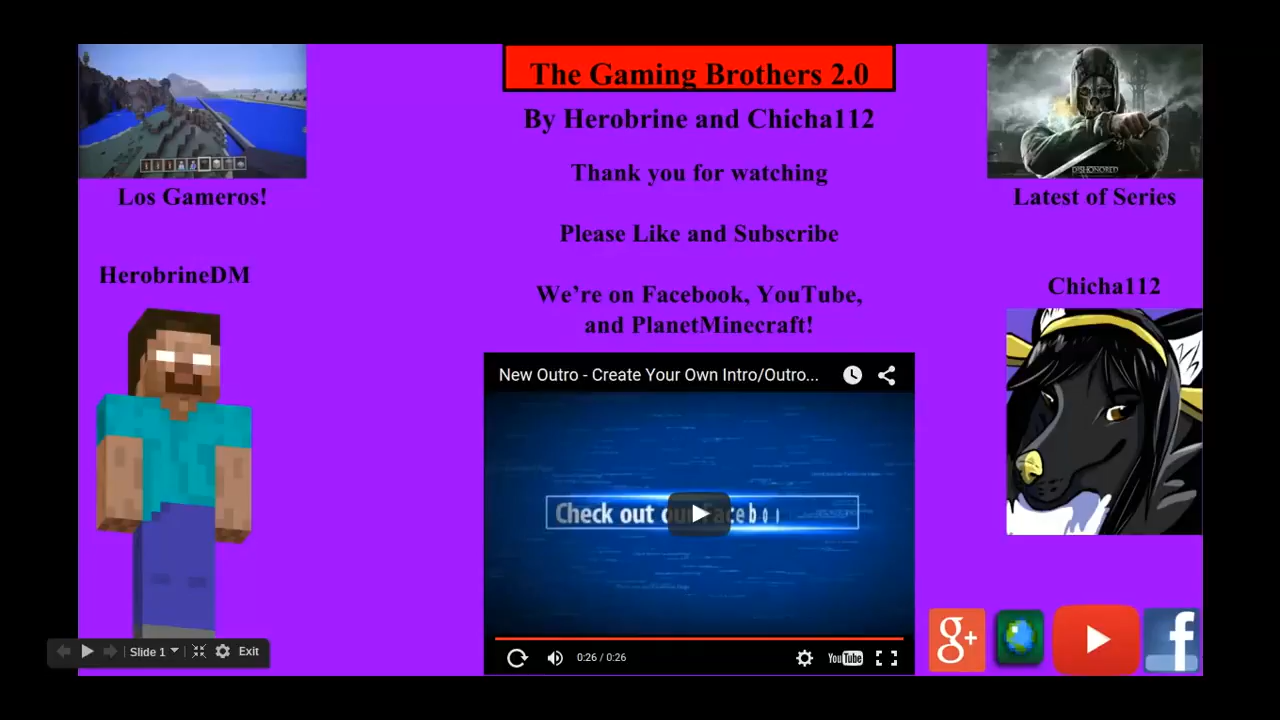 The Gaming Brothers 2.0
By Herobrine and Chicha112
Thank you for watching
Please Like and Subscribe
We're on Facebook, YouTube,
and PlanetMinecraft!
Los Gameros!
HerobrineDM
DISHONORED
Latest of Series
Chicha112
New Outro - Create Your Own Intro/Outro...
Check out
0:26 / 0:26
YouTube
Slide 1
Exit
g+
f